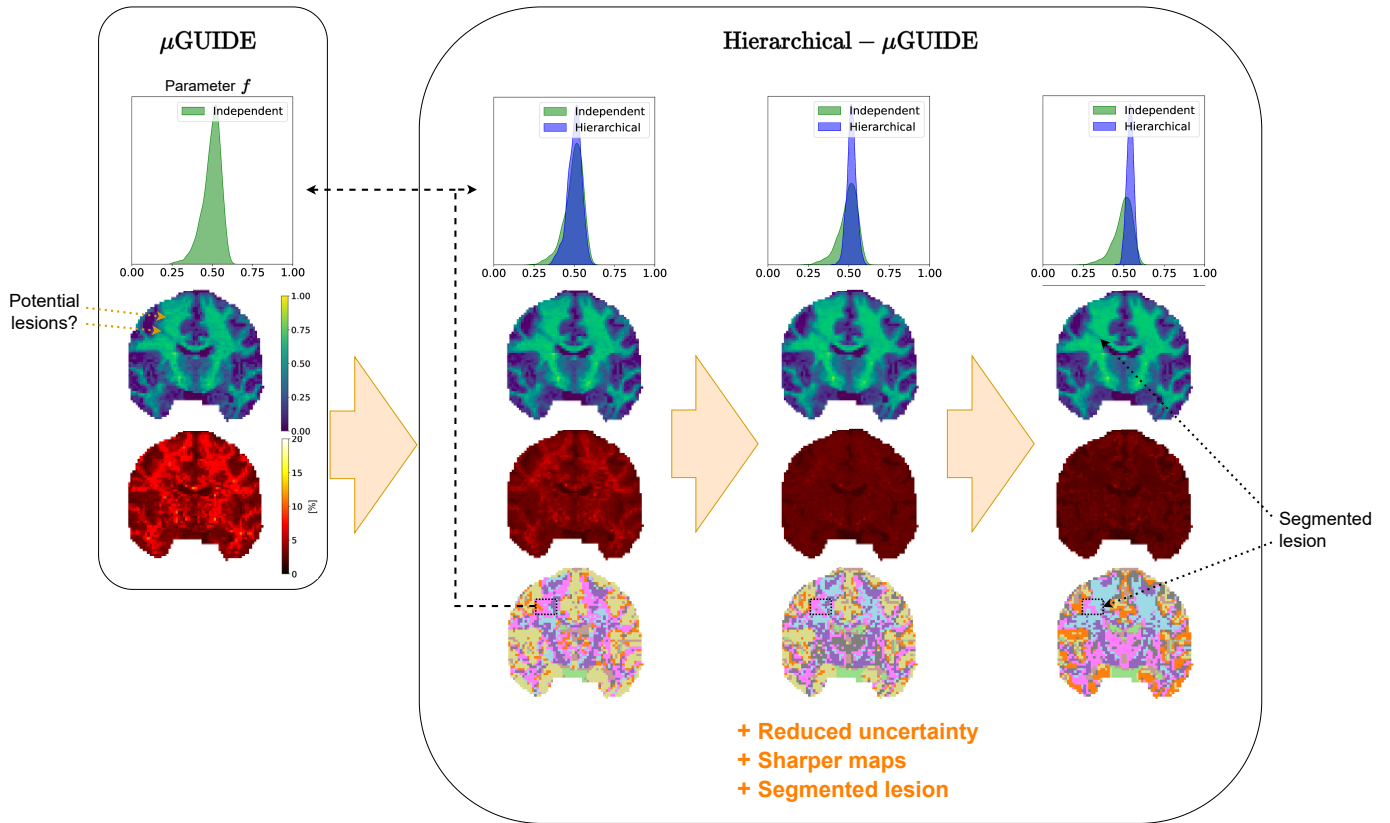 μGUIDE
Hierarchical – μGUIDE
Parameter f
Independent
0.00 0.25 0.50 0.75 1.00
Independent
Hierarchical
0.00 0.25 0.50 0.75 1.00
Independent
Hierarchical
0.00 0.25 0.50 0.75 1.00
Independent
Hierarchical
0.00 0.25 0.50 0.75 1.00
Potential
lesions?
1.00
0.75
0.50
0.25
0.00
20
15
10
5
0
[%]
Segmented
lesion
+ Reduced uncertainty
+ Sharper maps
+ Segmented lesion